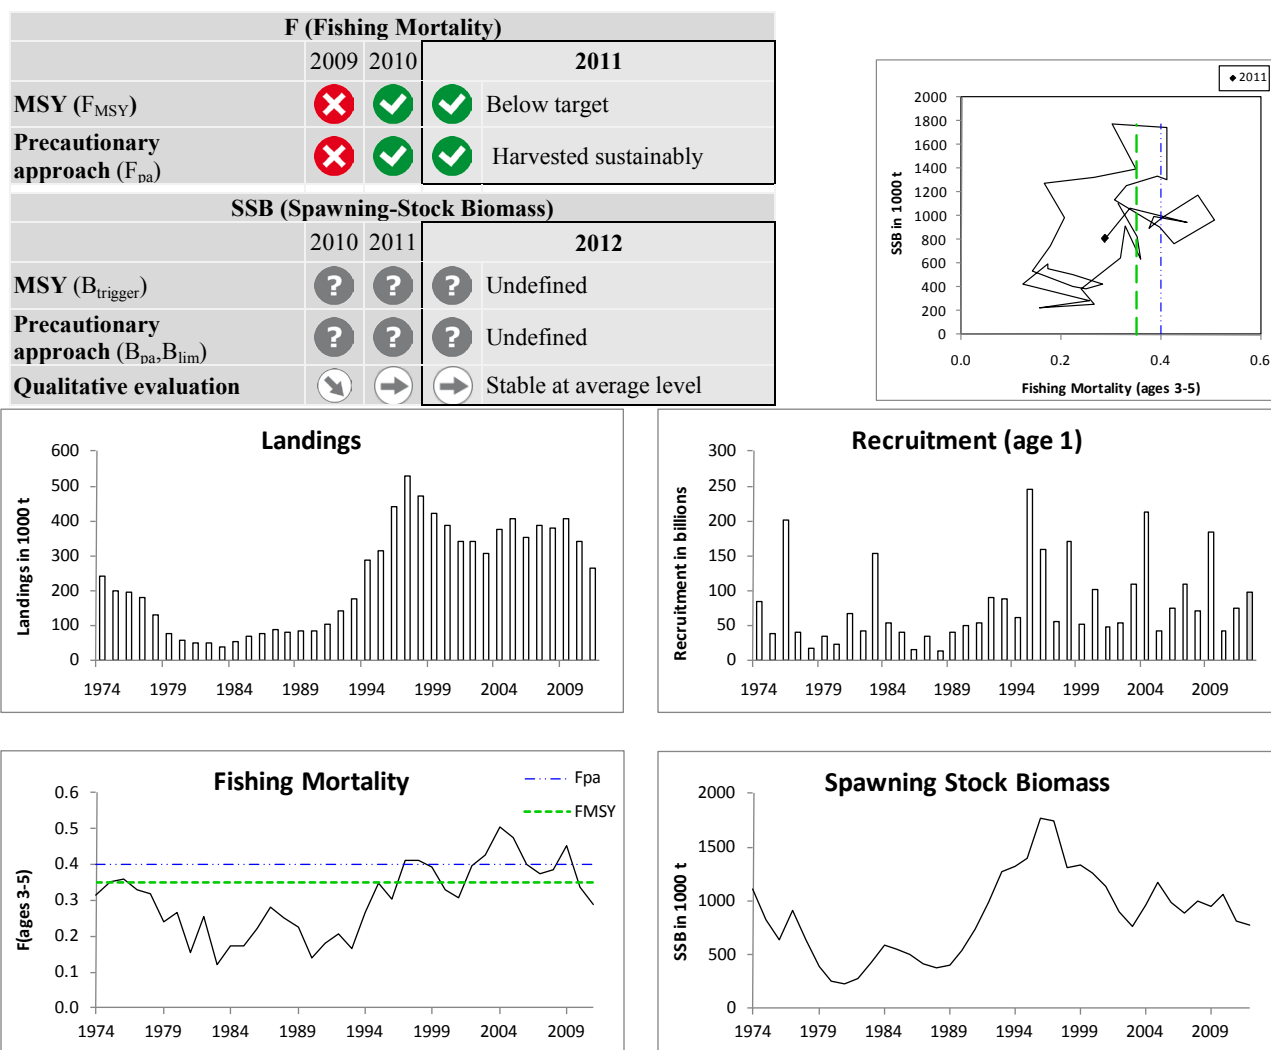 F (Fishing Mortality)
2009 2010 2011
MSY (FMSY) Below target
Precautionary
approach (Fpa) Harvested sustainably
SSB (Spawning-Stock Biomass)
2010 2011 2012
MSY (Btrigger) ? ? ? Undefined
Precautionary
approach (Bpa,Blim) ? ? ? Undefined
Qualitative evaluation Stable at average level
2011
2000
1800
1600
1400
1200
1000
800
600
400
200
0
SSB in 1000 t
0.0 0.2 0.4 0.6
Fishing Mortality (ages 3-5)
Landings
600
500
400
300
200
100
0
Landings in 1000 t
1974 1979 1984 1989 1994 1999 2004 2009
Recruitment (age 1)
300
250
200
150
100
50
0
Recruitment in billions
1974 1979 1984 1989 1994 1999 2004 2009
Fishing Mortality
Fpa
FMSY
0.6
0.5
0.4
0.3
0.2
0.1
0.0
F(ages 3-5)
1974 1979 1984 1989 1994 1999 2004 2009
Spawning Stock Biomass
2000
1500
1000
500
0
SSB in 1000 t
1974 1979 1984 1989 1994 1999 2004 2009